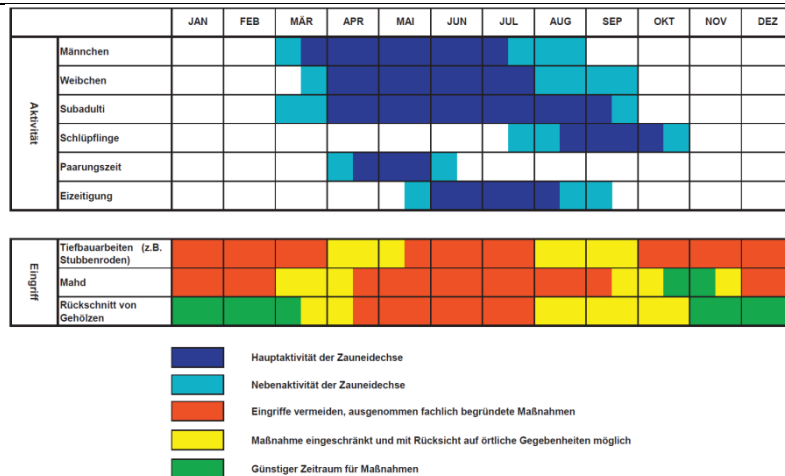 JAN FEB MÄR APR MAI JUN JUL AUG SEP OKT NOV DEZ
Aktivität
Männchen
Weibchen
Subadulti
Schlüpflinge
Paarungszeit
Eizeitigung
Eingriff
Tiefbauarbeiten (z.B.
Stubbenroden)
Mahd
Rückschnitt von
Gehölzen
Hauptaktivität der Zauneidechse
Nebenaktivität der Zauneidechse
Eingriffe vermeiden, ausgenommen fachlich begründete Maßnahmen
Maßnahme eingeschränkt und mit Rücksicht auf örtliche Gegebenheiten möglich
Günstiger Zeitraum für Maßnahmen